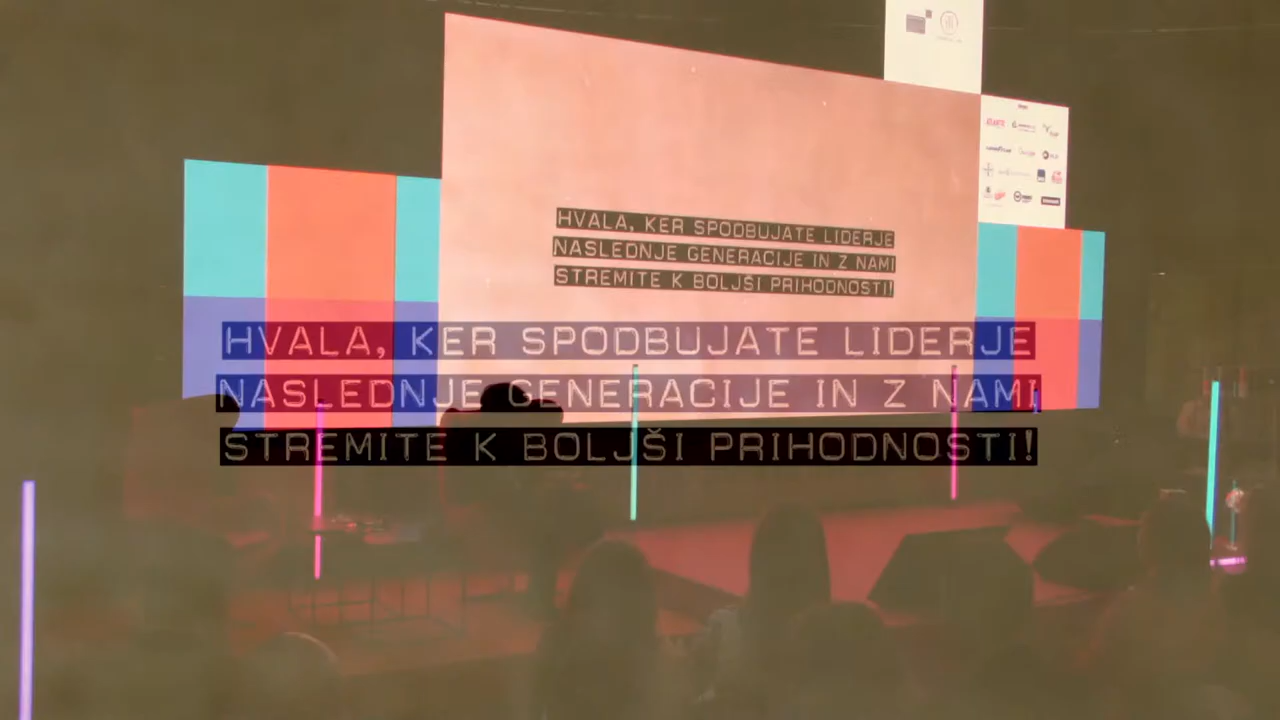 HVALA, KER SPODBUJATE LIDERJE
NASLEDNJE GENERACIJE IN Z NAMI
STREMITE K BOLJŠI PRIHODNOSTI!
HVALA, KER SPODBUJATE LIDERJE
NASLEDNJE GENERACIJE IN Z NAMI
STREMITE K BOLJŠI PRIHODNOSTI!